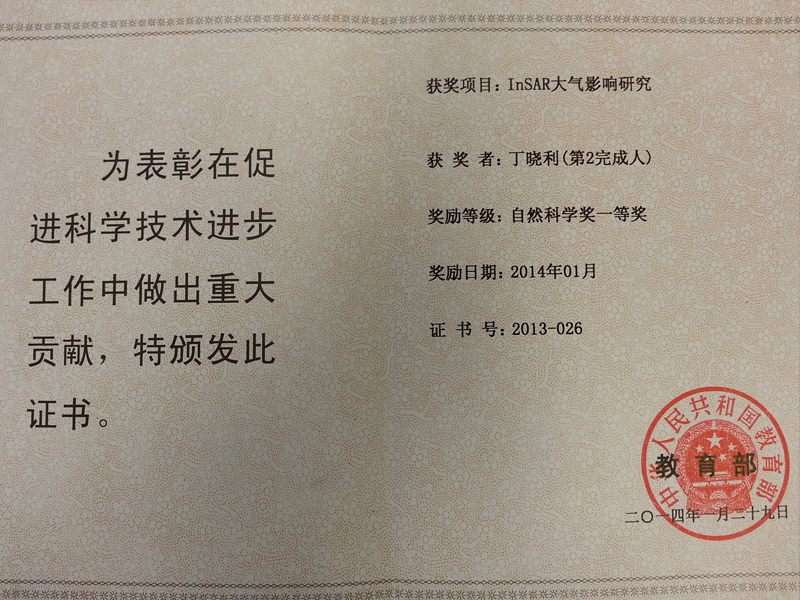 为表彰在促
进科学技术进步
工作中做出重大
贡献，特颁发此
证书。
获奖项目：InSAR大气影响研究
获 奖 者：丁晓利(第2完成人)
奖励等级：自然科学奖一等奖
奖励日期：2014年01月
证 书 号：2013-026
中华人民共和国教育部
教 育 部
二〇一四年一月二十九日